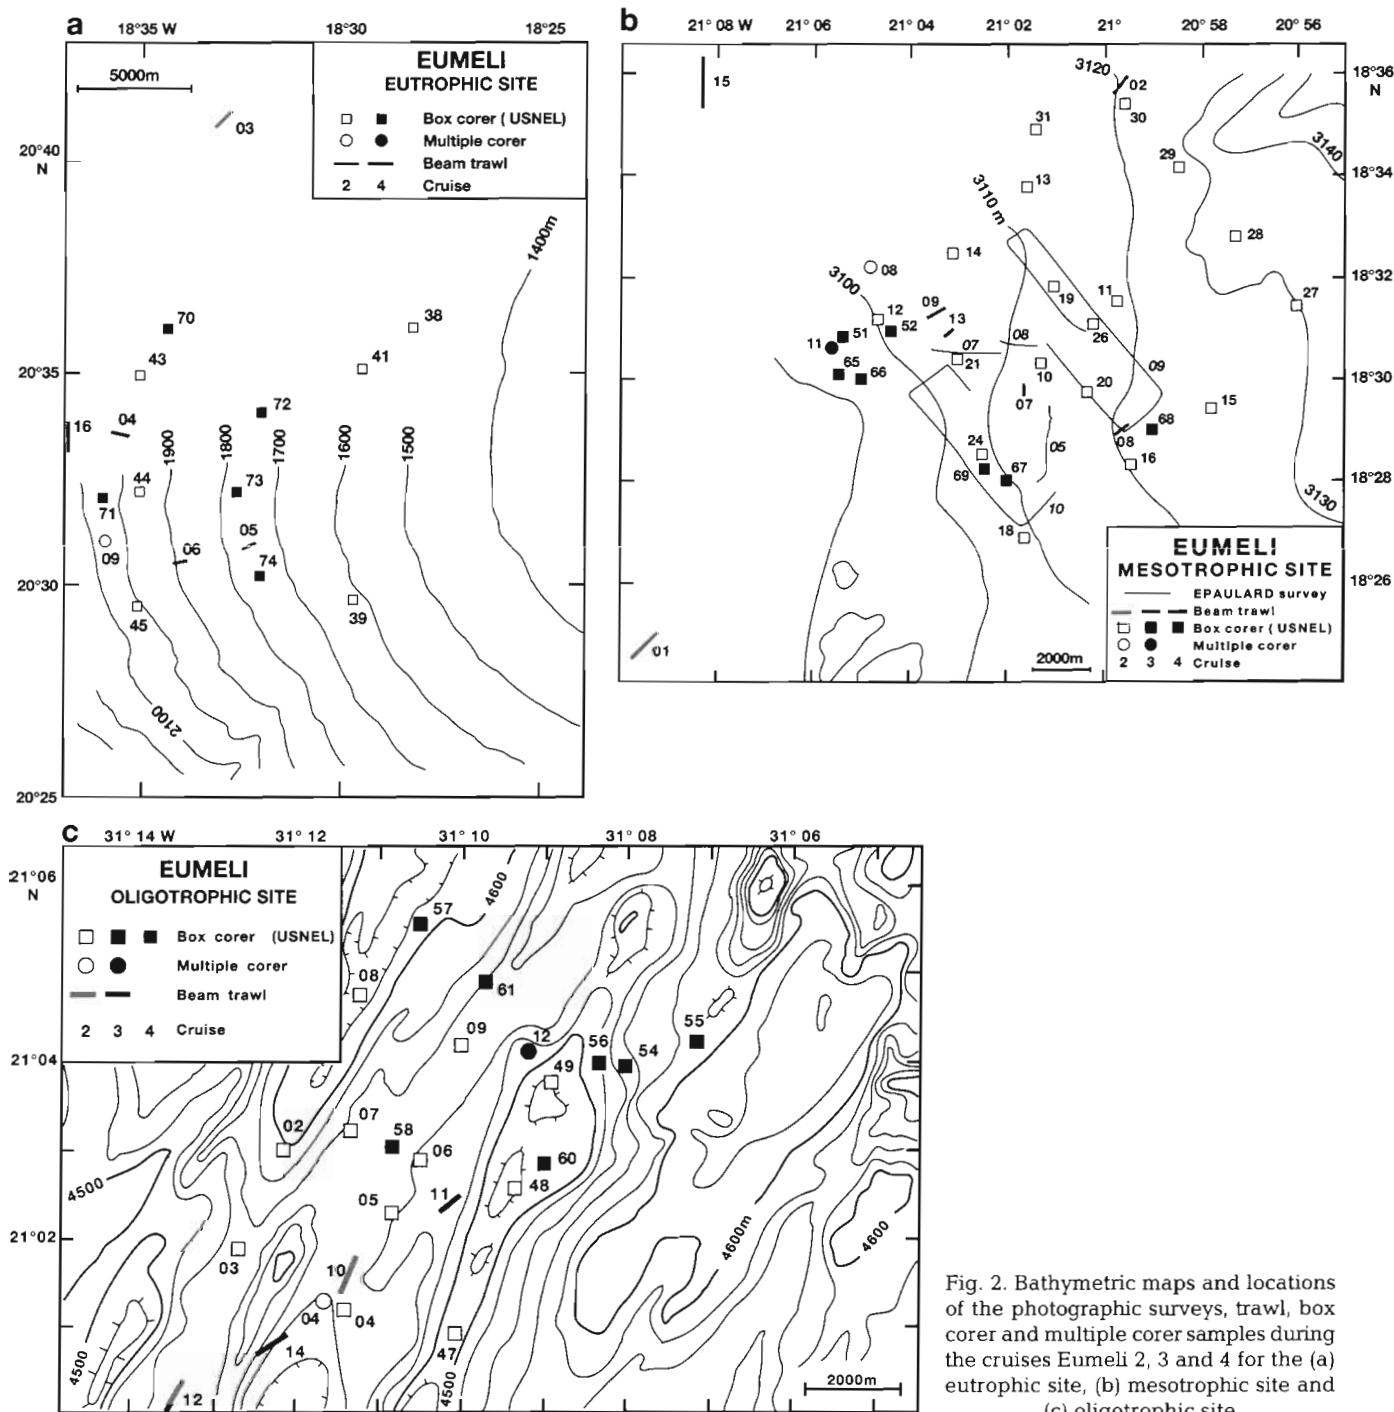 a
18°35 W 18°30 18°25
5000m
EUMELI
EUTROPHIC SITE
Box corer ( USNEL)
Multiple corer
Beam trawl
2 4 Cruise
03
20°40
N
1400m
70
38
43
41
20°35
72
16
04
1900
1800
1700
1600
1500
44
73
71
05
09
06
74
20°30
45
39
2100
20°25
b
21° 08 W 21° 06 21° 04 21° 02 21° 20° 58 20° 56
15
3120
02
18°36
N
30
31
29
3140
18°34
13
3110 m
28
14
08
18°32
3100
27
19
11
12
09
52
13
26
51
11
07
08
65
66
21
10
09
18°30
20
07
15
68
08
05
24
16
69
67
18°28
3130
10
18
EUMELI
MESOTROPHIC SITE
EPAULARD survey
Beam trawl
Box corer ( USNEL)
Multiple corer
2 3 4 Cruise
18°26
01
2000m
c
31° 14 W 31° 12 31° 10 31° 08 31° 06
21°06
N
EUMELI
OLIGOTROPHIC SITE
Box corer (USNEL)
Multiple corer
Beam trawl
2 3 4 Cruise
4600
57
08
61
09
12
56
54
55
21°04
49
02
07
58
06
60
48
4500
05
11
21°02
03
4600m
4600
10
04
04
14
47
4500
4500
12
2000m
Fig. 2. Bathymetric maps and locations
of the photographic surveys, trawl, box
corer and multiple corer samples during
the cruises Eumeli 2, 3 and 4 for the (a)
eutrophic site, (b) mesotrophic site and
(c) oligotrophic site